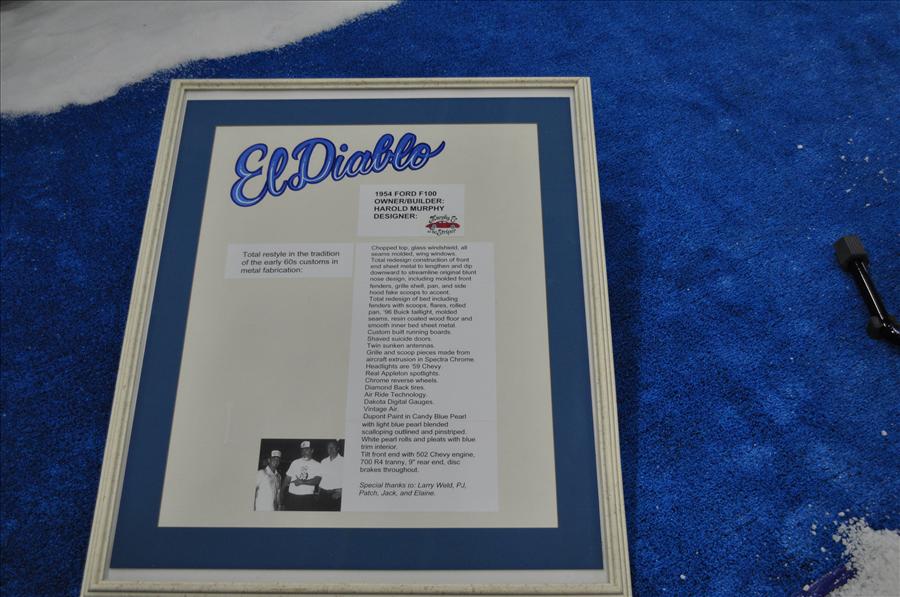 El Diablo
1954 FORD F100
OWNER/BUILDER:
HAROLD MURPHY
DESIGNER:
Murphy
Striper
Total restyle in the tradition
of the early 60s customs in
metal fabrication:
Chopped top, glass windshield, all
seams molded, wing windows.
Total redesign construction of front
end sheet metal to lengthen and dip
downward to streamline original blunt
nose design, including molded front
fenders, grille shell, pan, and side
hood fake scoops to accent.
Total redesign of bed including
fenders with scoops, flares, rolled
pan, '96 Buick taillight, molded
seams, resin coated wood floor and
smooth inner bed sheet metal.
Custom built running boards.
Shaved suicide doors.
Twin sunken antennas.
Grille and scoop pieces made from
aircraft extrusion in Spectra Chrome.
Headlights are '59 Chevy.
Real Appleton spotlights.
Chrome reverse wheels.
Diamond Back tires.
Air Ride Technology.
Dakota Digital Gauges.
Vintage Air.
Dupont Paint in Candy Blue Pearl
with light blue pearl blended
scalloping outlined and pinstriped.
White pearl rolls and pleats with blue
trim interior.
Tilt front end with 502 Chevy engine,
700 R4 tranny, 9" rear end, disc
brakes throughout.
Special thanks to: Larry Weld, PJ,
Patch, Jack, and Elaine.